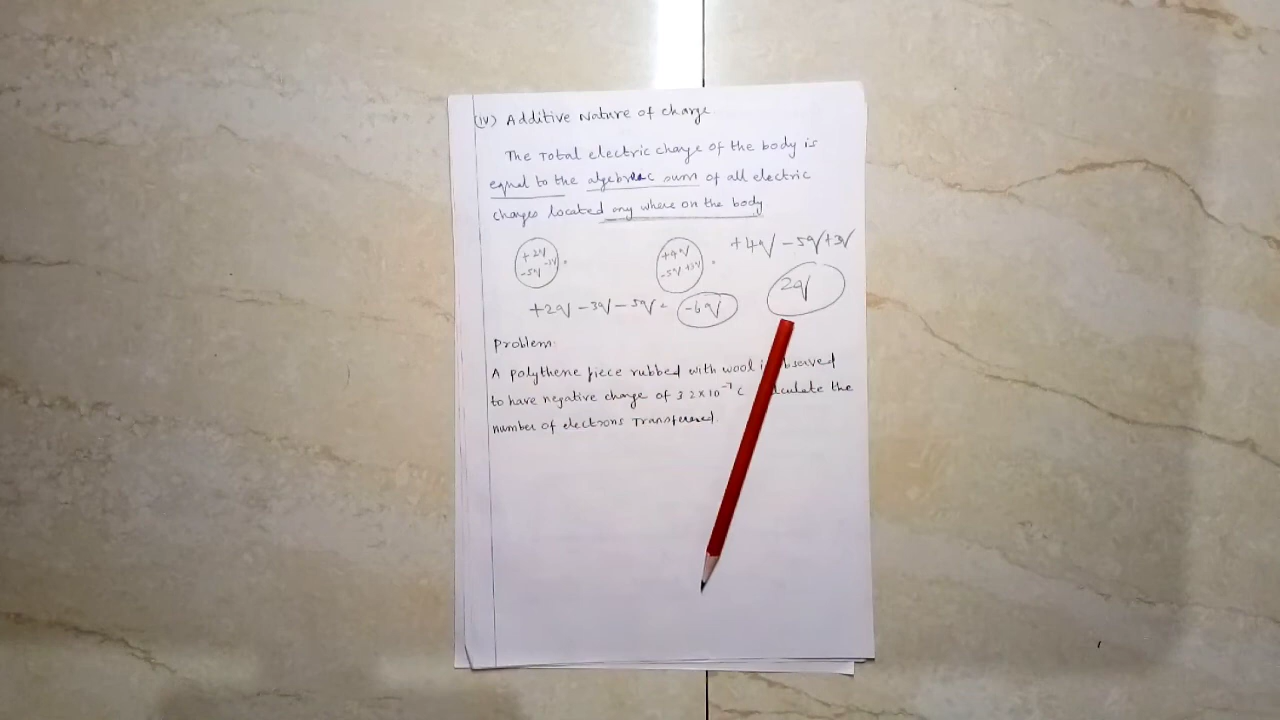 (iv) Additive Nature of charge.
The Total electric charge of the body is
equal to the algebraic sum of all electric
charges located any where on the body
+2q -3q -5q
+4q -5q +3q
+4q - 5q + 3q
2q
+2q - 3q - 5q = -6q
Problem:
A polythene piece rubbed with wool is observed
to have negative charge of 3.2×10⁻⁷ C
the
number of electrons Transferred.